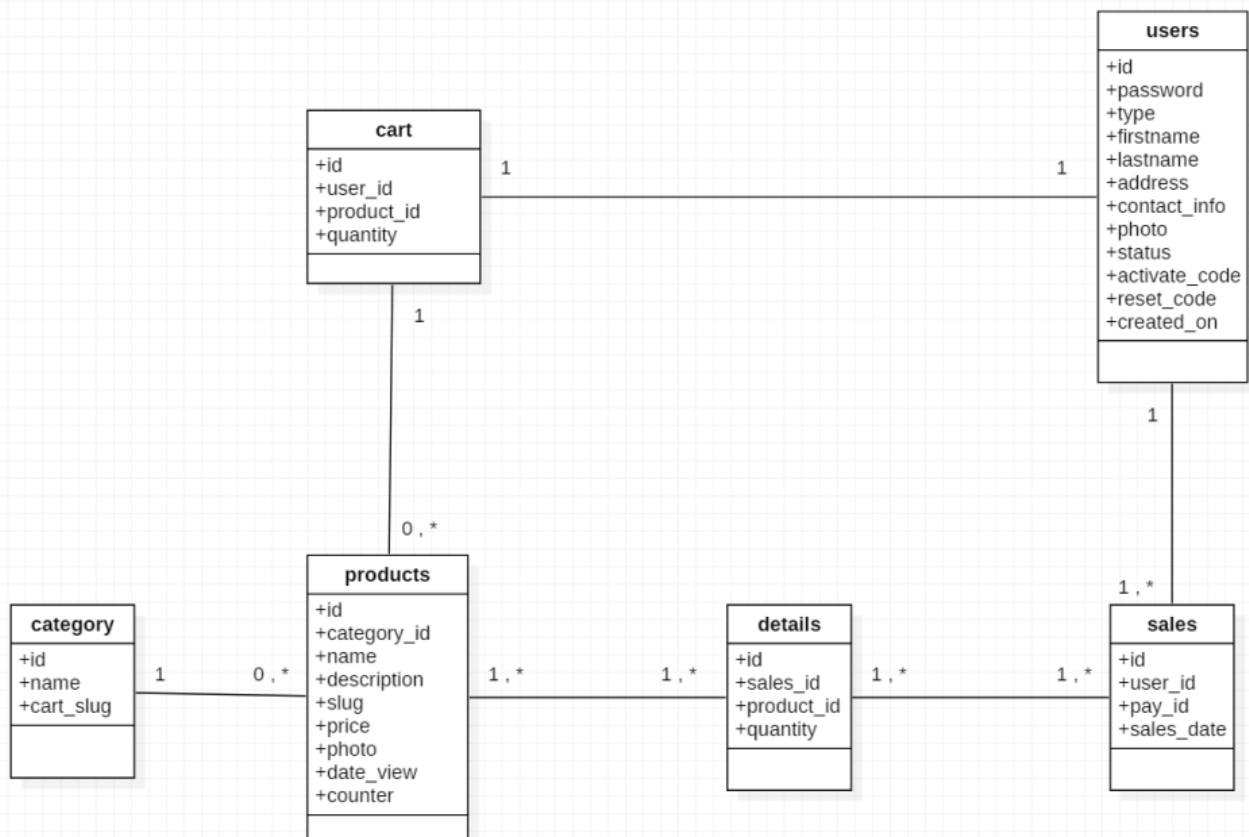 users
+id
+password
+type
+firstname
+lastname
+address
+contact_info
+photo
+status
+activate_code
+reset_code
+created_on
cart
+id
+user_id
+product_id
+quantity
1
1
1
0 , *
1
1 , *
products
+id
+category_id
+name
+description
+slug
+price
+photo
+date_view
+counter
category
+id
+name
+cart_slug
1
0 , *
1 , *
1 , *
details
+id
+sales_id
+product_id
+quantity
1 , *
1 , *
sales
+id
+user_id
+pay_id
+sales_date